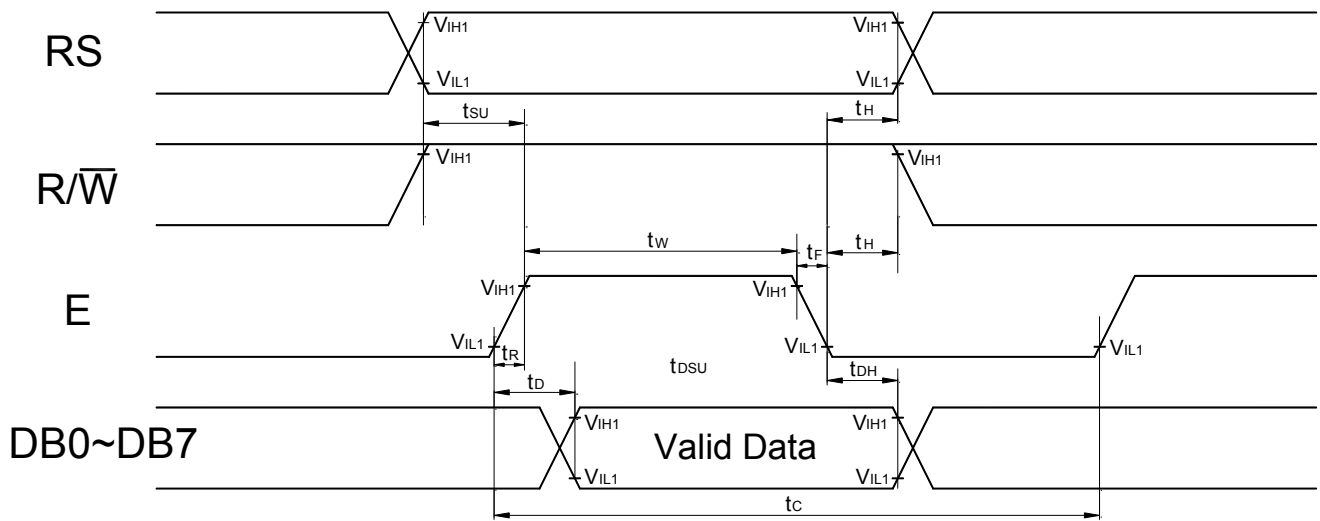 RS
VIH1
VIL1
VIH1
VIL1
tSU
tH
R/W̅
VIH1
VIH1
tW
tF
tH
E
VIH1
VIL1
VIH1
VIL1
VIL1
tR
tD
tDSU
tDH
DB0~DB7
VIH1
VIL1
Valid Data
VIH1
VIL1
tC